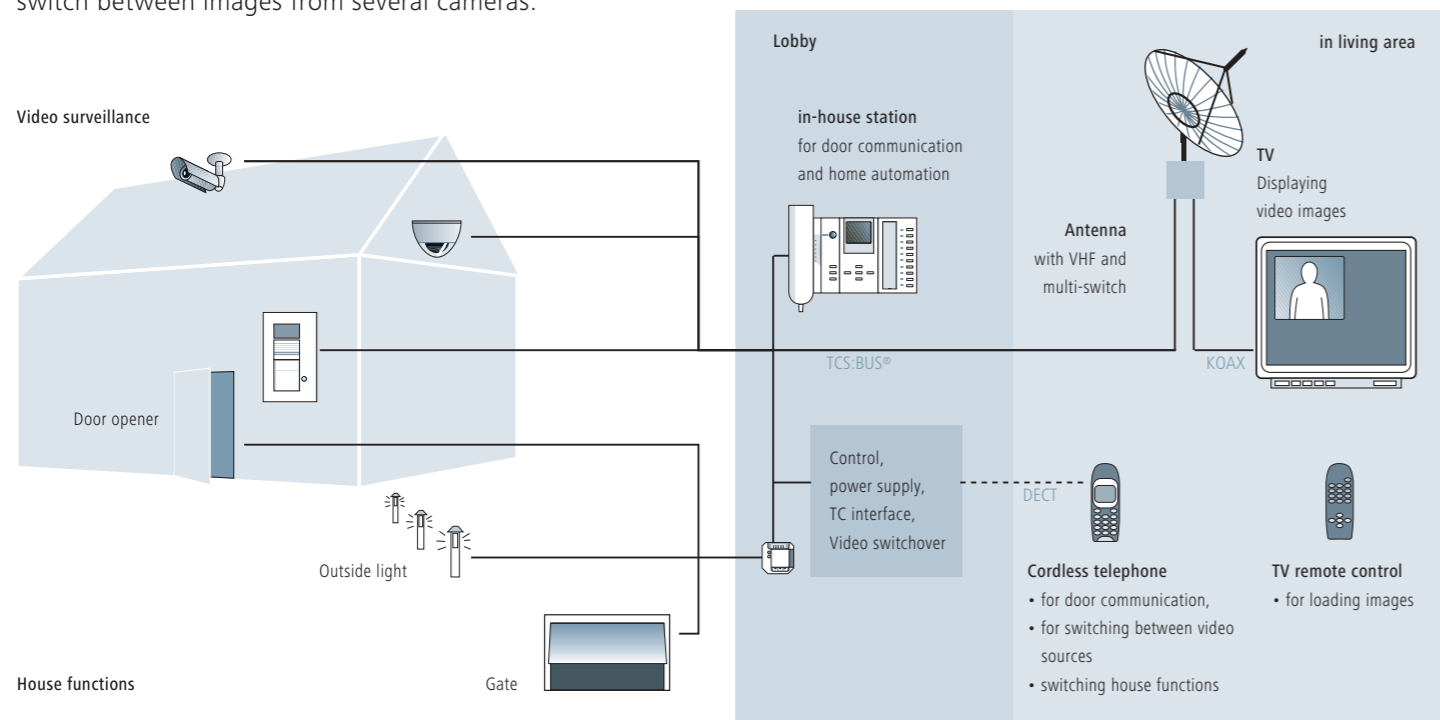 switch between images from several cameras.
Lobby
in living area
Video surveillance
in-house station
for door communication
and home automation
TV
Displaying
video images
Antenna
with VHF and
multi-switch
TCS:BUS®
KOAX
Door opener
Control,
power supply,
TC interface,
Video switchover
DECT
Outside light
Cordless telephone
• for door communication,
• for switching between video
sources
• switching house functions
TV remote control
• for loading images
House functions
Gate